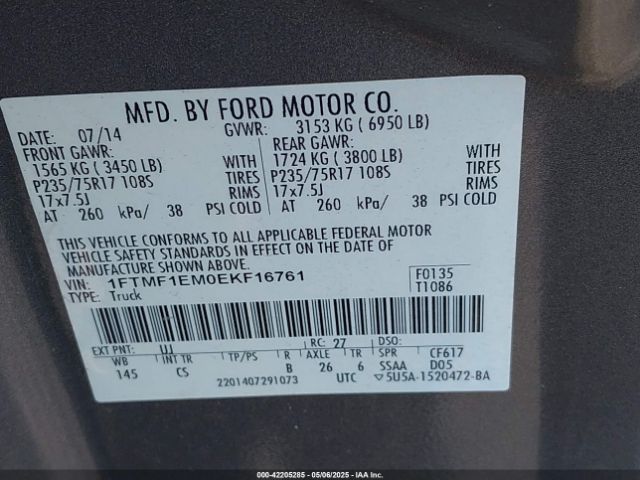 MFD. BY FORD MOTOR CO.
DATE: 07/14 GVWR: 3153 KG ( 6950 LB)
FRONT GAWR: REAR GAWR:
1565 KG ( 3450 LB) WITH 1724 KG ( 3800 LB) WITH
P235/75R17 108S TIRES P235/75R17 108S TIRES
17x7.5J RIMS 17x7.5J RIMS
AT 260 kPa/ 38 PSI COLD AT 260 kPa/ 38 PSI COLD
THIS VEHICLE CONFORMS TO ALL APPLICABLE FEDERAL MOTOR
VEHICLE SAFETY STANDARDS IN EFFECT ON THE DATE OF
MANUFACTURE SHOWN ABOVE.
VIN: 1FTMF1EM0EKF16761 F0135
TYPE: Truck T1086
EXT PNT: UJ RC: 27 DSO:
WB INT TR TP/PS R AXLE TR SPR CF617
145 CS B 26 6 SSAA D05
2201407291073 UTC 5U5A-1520472-BA
000-42205285 - 05/06/2025 - IAAI.COM